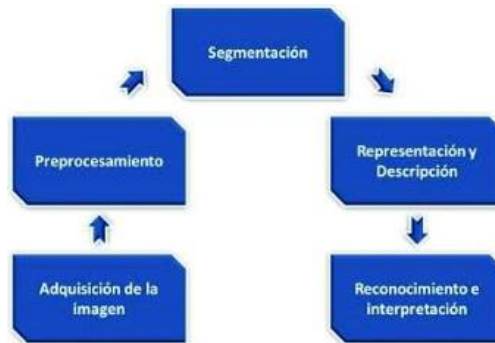 Segmentación
Preprocesamiento
Representación y
Descripción
Adquisición de la
imagen
Reconocimiento e
interpretación